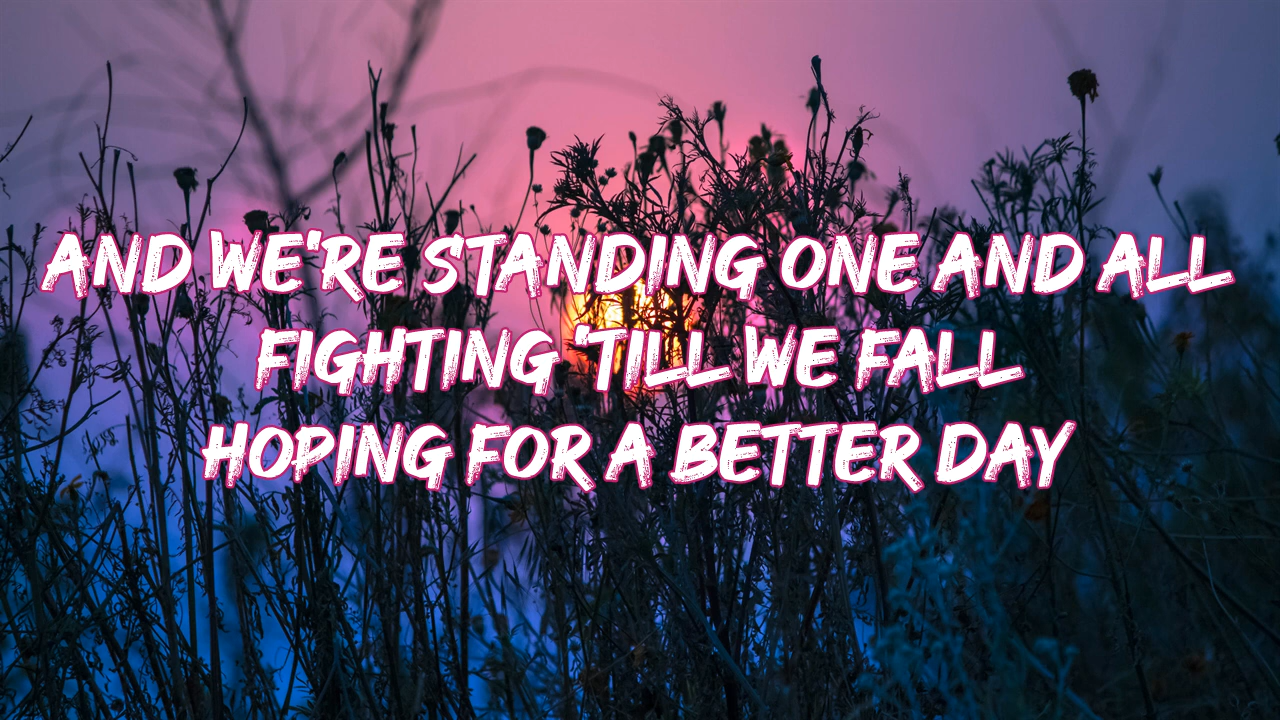 AND WE'RE STANDING ONE AND ALL
FIGHTING 'TILL WE FALL
HOPING FOR A BETTER DAY